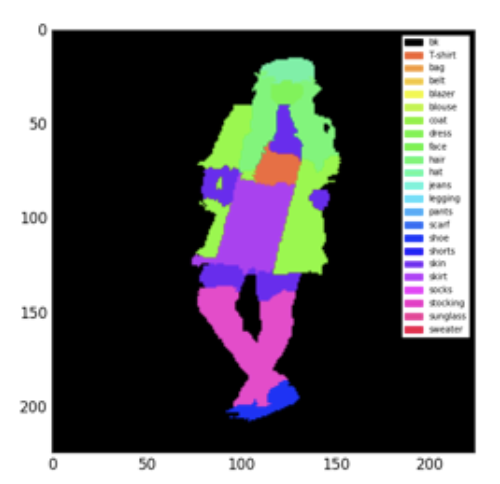 0
50
100
150
200
0 50 100 150 200
bk
T-shirt
bag
belt
blazer
blouse
coat
dress
face
hair
hat
jeans
legging
pants
scarf
shoe
shorts
skin
skirt
socks
stocking
sunglass
sweater